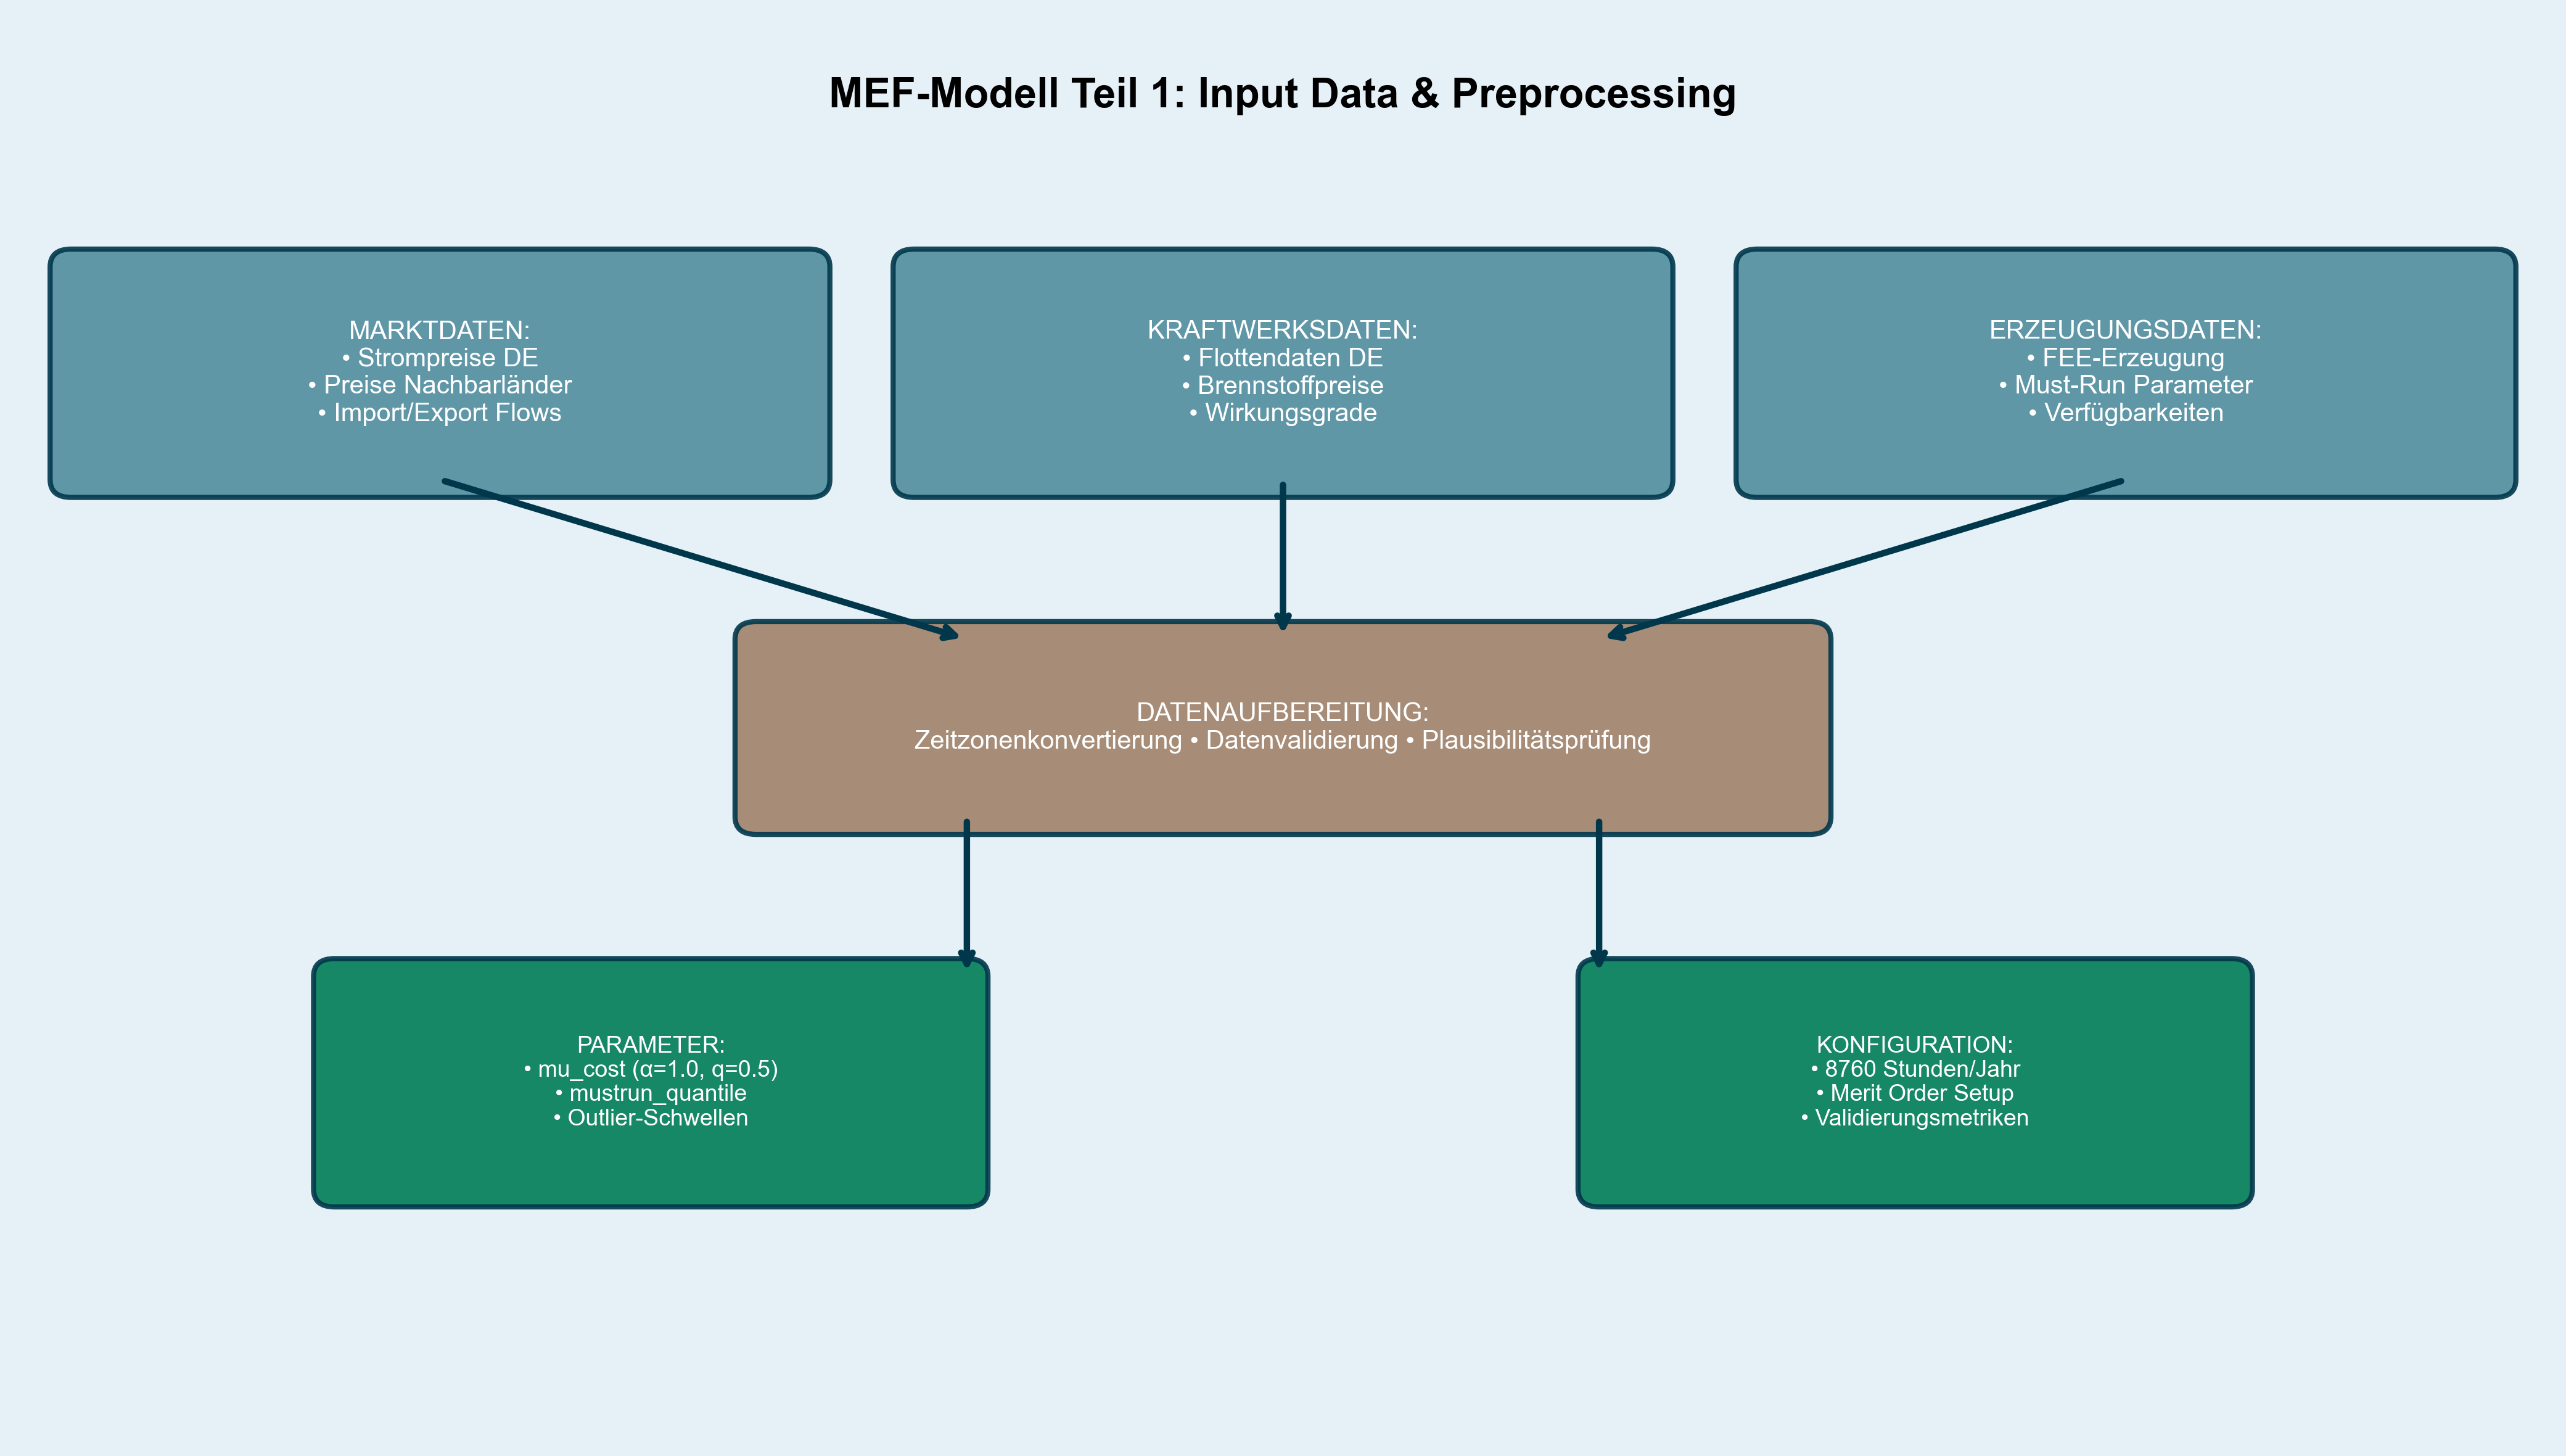 MEF-Modell Teil 1: Input Data & Preprocessing
MARKTDATEN:
• Strompreise DE
• Preise Nachbarländer
• Import/Export Flows
KRAFTWERKSDATEN:
• Flottendaten DE
• Brennstoffpreise
• Wirkungsgrade
ERZEUGUNGSDATEN:
• FEE-Erzeugung
• Must-Run Parameter
• Verfügbarkeiten
DATENAUFBEREITUNG:
Zeitzonenkonvertierung • Datenvalidierung • Plausibilitätsprüfung
PARAMETER:
• mu_cost (α=1.0, q=0.5)
• mustrun_quantile
• Outlier-Schwellen
KONFIGURATION:
• 8760 Stunden/Jahr
• Merit Order Setup
• Validierungsmetriken